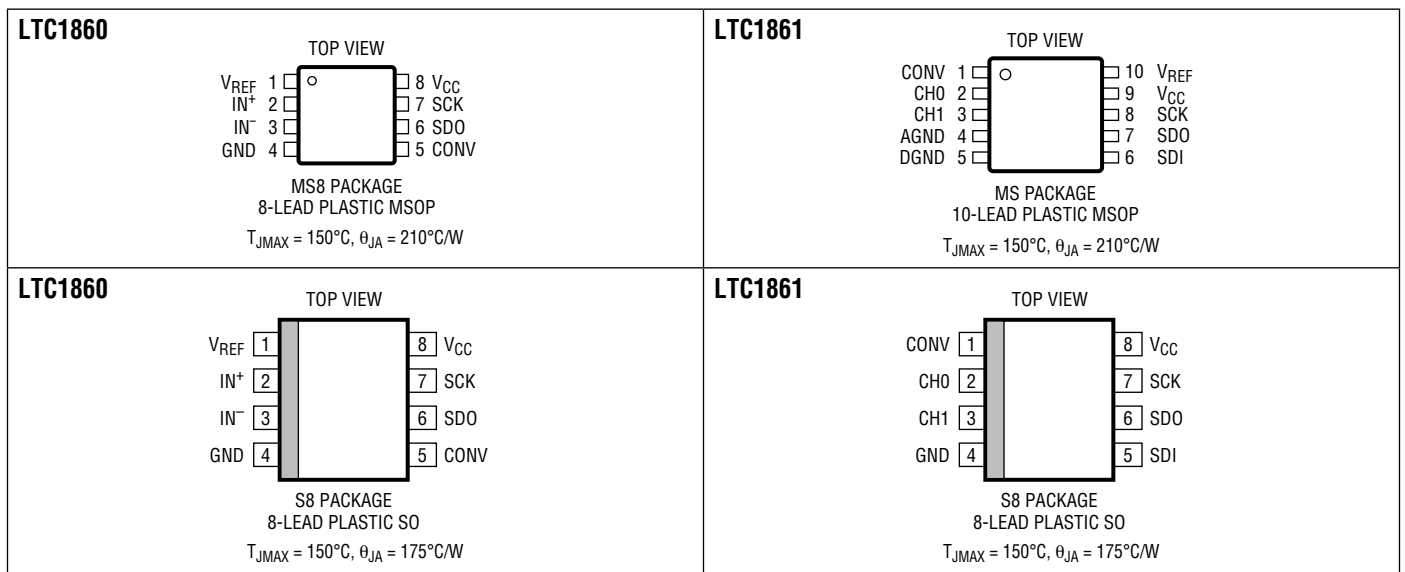 LTC1860
TOP VIEW
VREF 1 8 VCC
IN+ 2 7 SCK
IN– 3 6 SDO
GND 4 5 CONV
MS8 PACKAGE
8-LEAD PLASTIC MSOP
TJMAX = 150°C, θJA = 210°C/W
LTC1861
TOP VIEW
CONV 1 10 VREF
CH0 2 9 VCC
CH1 3 8 SCK
AGND 4 7 SDO
DGND 5 6 SDI
MS PACKAGE
10-LEAD PLASTIC MSOP
TJMAX = 150°C, θJA = 210°C/W
LTC1860
TOP VIEW
VREF 1 8 VCC
IN+ 2 7 SCK
IN– 3 6 SDO
GND 4 5 CONV
S8 PACKAGE
8-LEAD PLASTIC SO
TJMAX = 150°C, θJA = 175°C/W
LTC1861
TOP VIEW
CONV 1 8 VCC
CH0 2 7 SCK
CH1 3 6 SDO
GND 4 5 SDI
S8 PACKAGE
8-LEAD PLASTIC SO
TJMAX = 150°C, θJA = 175°C/W